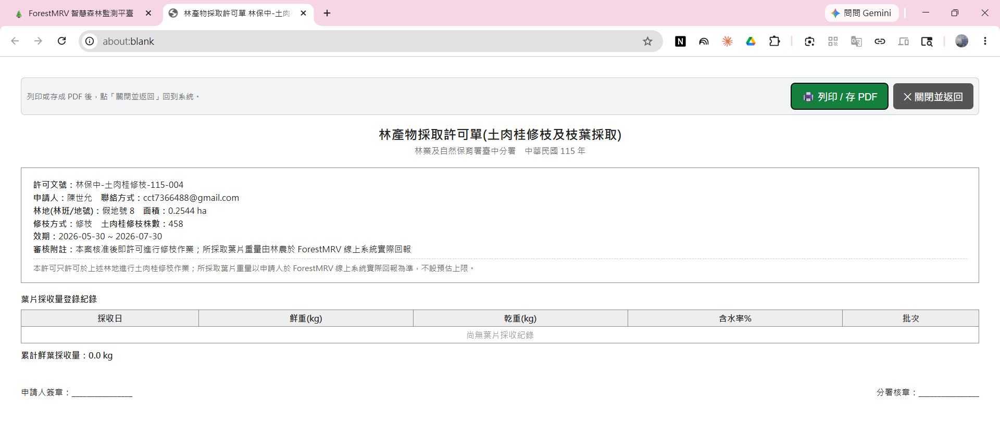 ForestMRV 智慧森林監測平臺
林產物採取許可單 林保中-土肉
問問 Gemini
about:blank
列印或存成 PDF 後，點「關閉並返回」回到系統。
列印 / 存 PDF
關閉並返回
林產物採取許可單(土肉桂修枝及枝葉採取)
林業及自然保育署臺中分署　中華民國 115 年
許可文號：林保中-土肉桂修枝-115-004
申請人：陳世允　聯絡方式：cct7366488@gmail.com
林地(林班/地號)：假地號 8　面積：0.2544 ha
修枝方式：修枝　土肉桂修枝株數：458
效期：2026-05-30 ~ 2026-07-30
審核附註：本案核准後即許可進行修枝作業；所採取葉片重量由林農於 ForestMRV 線上系統實際回報
本許可只許可於上述林地進行土肉桂修枝作業；所採取葉片重量以申請人於 ForestMRV 線上系統實際回報為準，不設預估上限。
葉片採收量登錄紀錄
採收日 鮮重(kg) 乾重(kg) 含水率% 批次
尚無葉片採收紀錄
累計鮮葉採收量：0.0 kg
申請人簽章：________________ 分署核章：________________